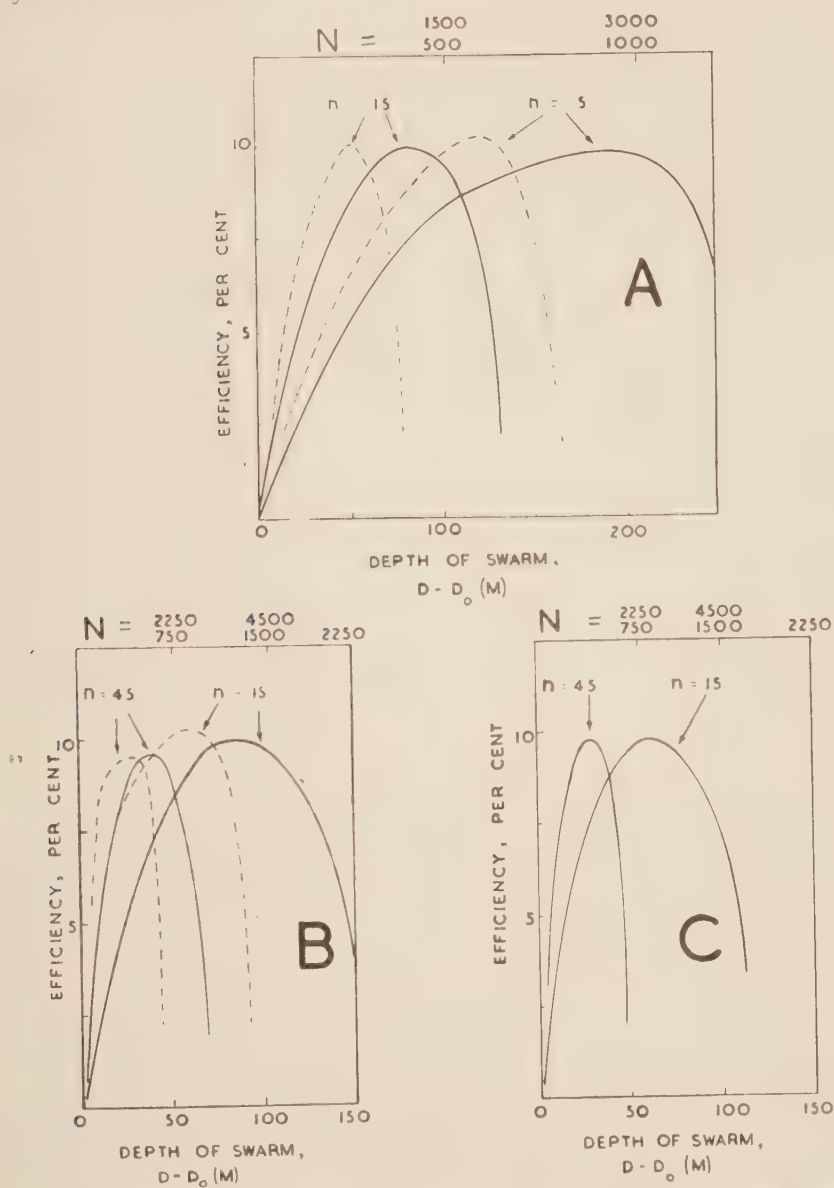 N = 1500 3000
500 1000
n 15 n = 5
10
5
EFFICIENCY, PER CENT
A
0 100 200
DEPTH OF SWARM,
D - D₀ (M)
N = 2250 4500
750 1500 2250
n = 45 n - 15
10
5
EFFICIENCY, PER CENT
B
0 50 100 150
DEPTH OF SWARM,
D - D₀ (M)
N = 2250 4500
750 1500 2250
n = 45 n = 15
10
5
EFFICIENCY, PER CENT
C
0 50 100 150
DEPTH OF SWARM,
D - D₀ (M)